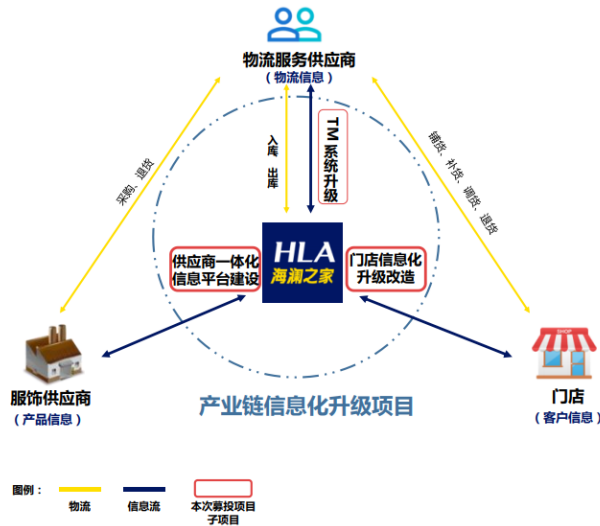 物流服务供应商
（物流信息）
采购、退货
入库 出库
TM系统升级
铺货、补货、调货、退货
供应商一体化
信息平台建设
HLA
海澜之家
门店信息化
升级改造
SHOP
服饰供应商
（产品信息）
产业链信息化升级项目
门店
（客户信息）
图例：
物流
信息流
本次募投项目
子项目